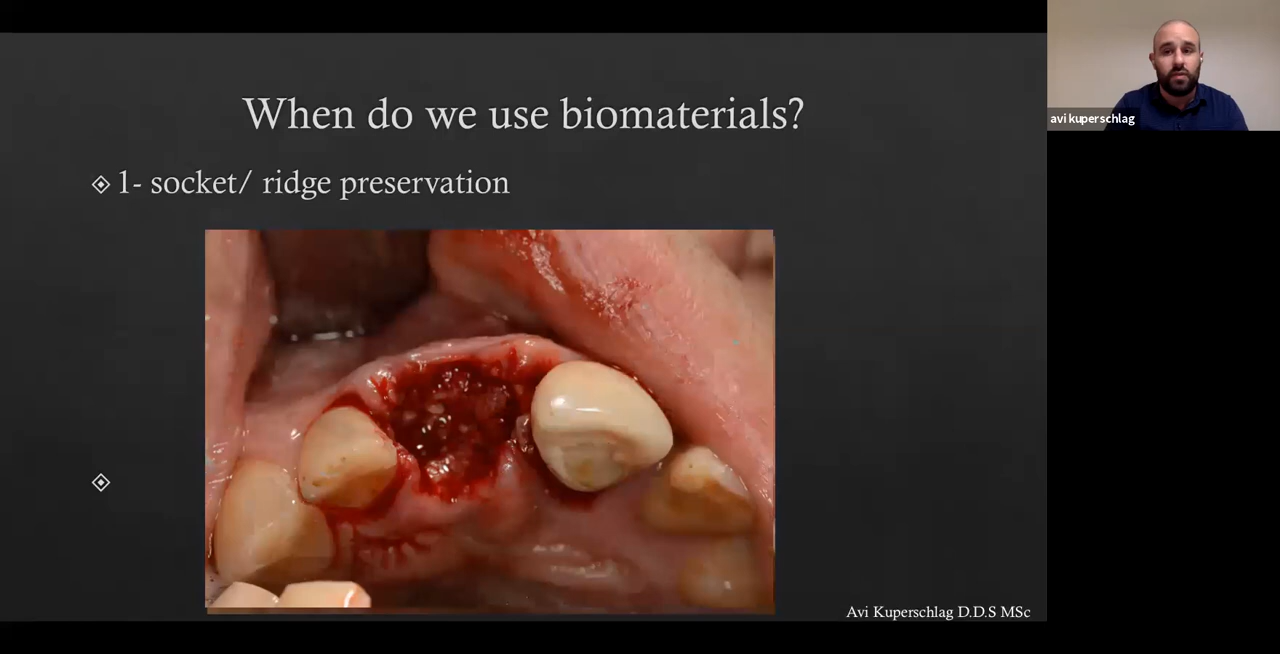 When do we use biomaterials?
1- socket/ ridge preservation
Avi Kuperschlag D.D.S MSc
avi kuperschlag